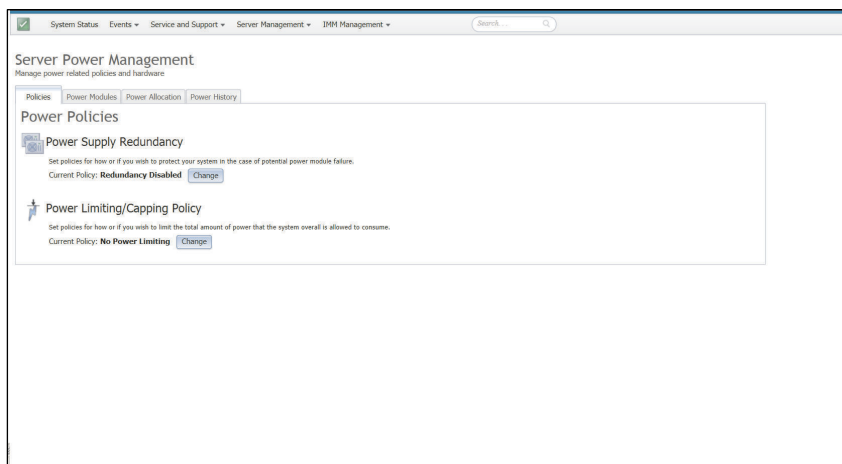 System Status Events Service and Support Server Management IMM Management Search...
Server Power Management
Manage power related policies and hardware
Policies Power Modules Power Allocation Power History
Power Policies
Power Supply Redundancy
Set policies for how or if you wish to protect your system in the case of potential power module failure.
Current Policy: Redundancy Disabled Change
Power Limiting/Capping Policy
Set policies for how or if you wish to limit the total amount of power that the system overall is allowed to consume.
Current Policy: No Power Limiting Change